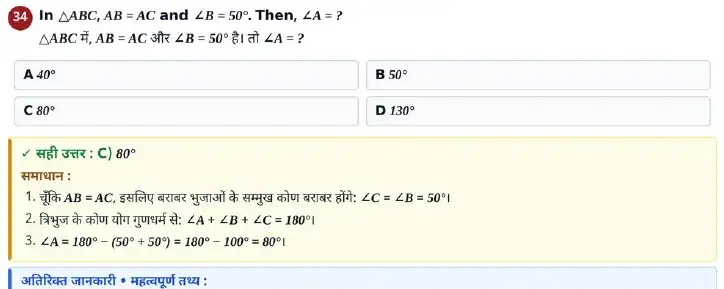 34 In △ABC, AB = AC and ∠B = 50°. Then, ∠A = ?
△ABC में, AB = AC और ∠B = 50° है। तो ∠A = ?
A 40°
B 50°
C 80°
D 130°
✓ सही उत्तर : C) 80°
समाधान :
1. चूँकि AB = AC, इसलिए बराबर भुजाओं के सम्मुख कोण बराबर होंगे: ∠C = ∠B = 50°।
2. त्रिभुज के कोण योग गुणधर्म से: ∠A + ∠B + ∠C = 180°।
3. ∠A = 180° − (50° + 50°) = 180° − 100° = 80°।
अतिरिक्त जानकारी • महत्वपूर्ण तथ्य :